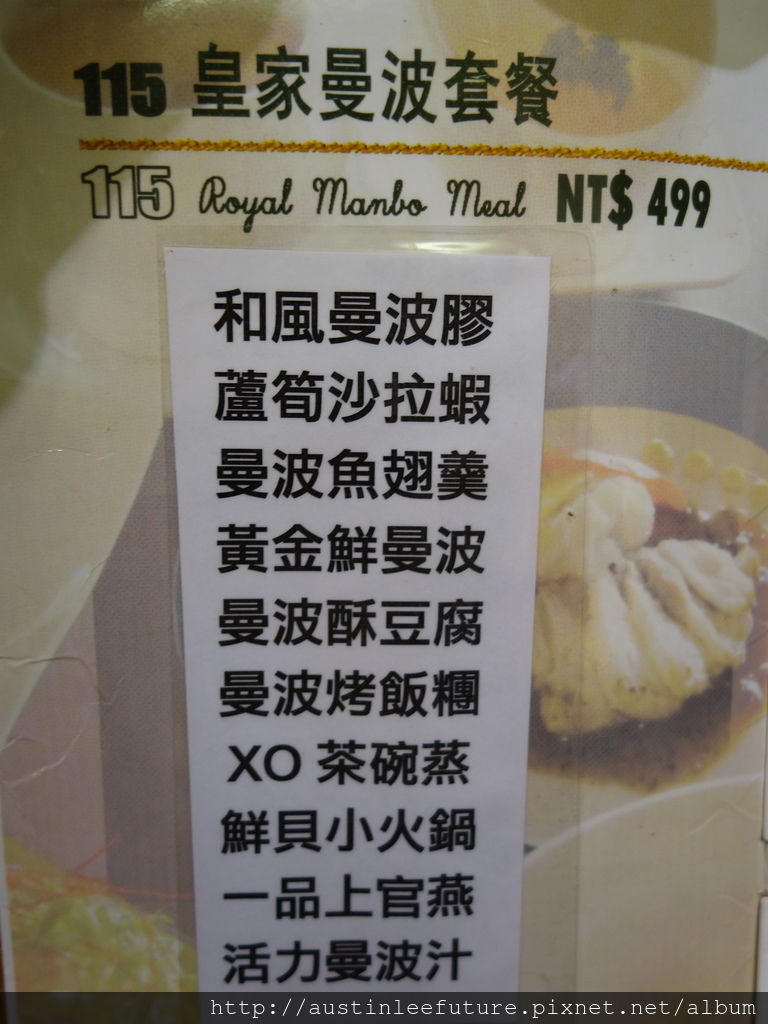 115 皇家曼波套餐
115 Royal Manbo Meal NT$ 499
和風曼波膠
蘆筍沙拉蝦
曼波魚翅羹
黃金鮮曼波
曼波酥豆腐
曼波烤飯糰
XO 茶碗蒸
鮮貝小火鍋
一品上官燕
活力曼波汁
http://austinleefuture.pixnet.net/album